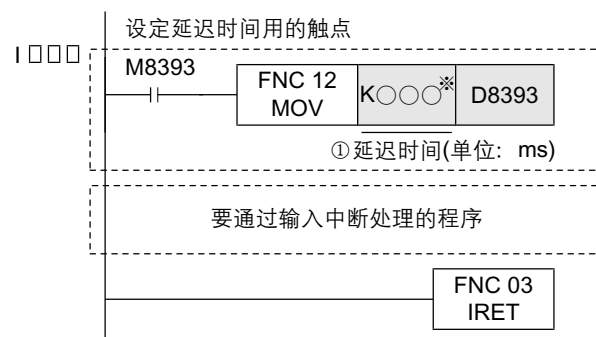 设定延迟时间用的触点
I□□□
M8393
FNC 12
MOV
K○○○※
D8393
①延迟时间(单位: ms)
要通过输入中断处理的程序
FNC 03
IRET